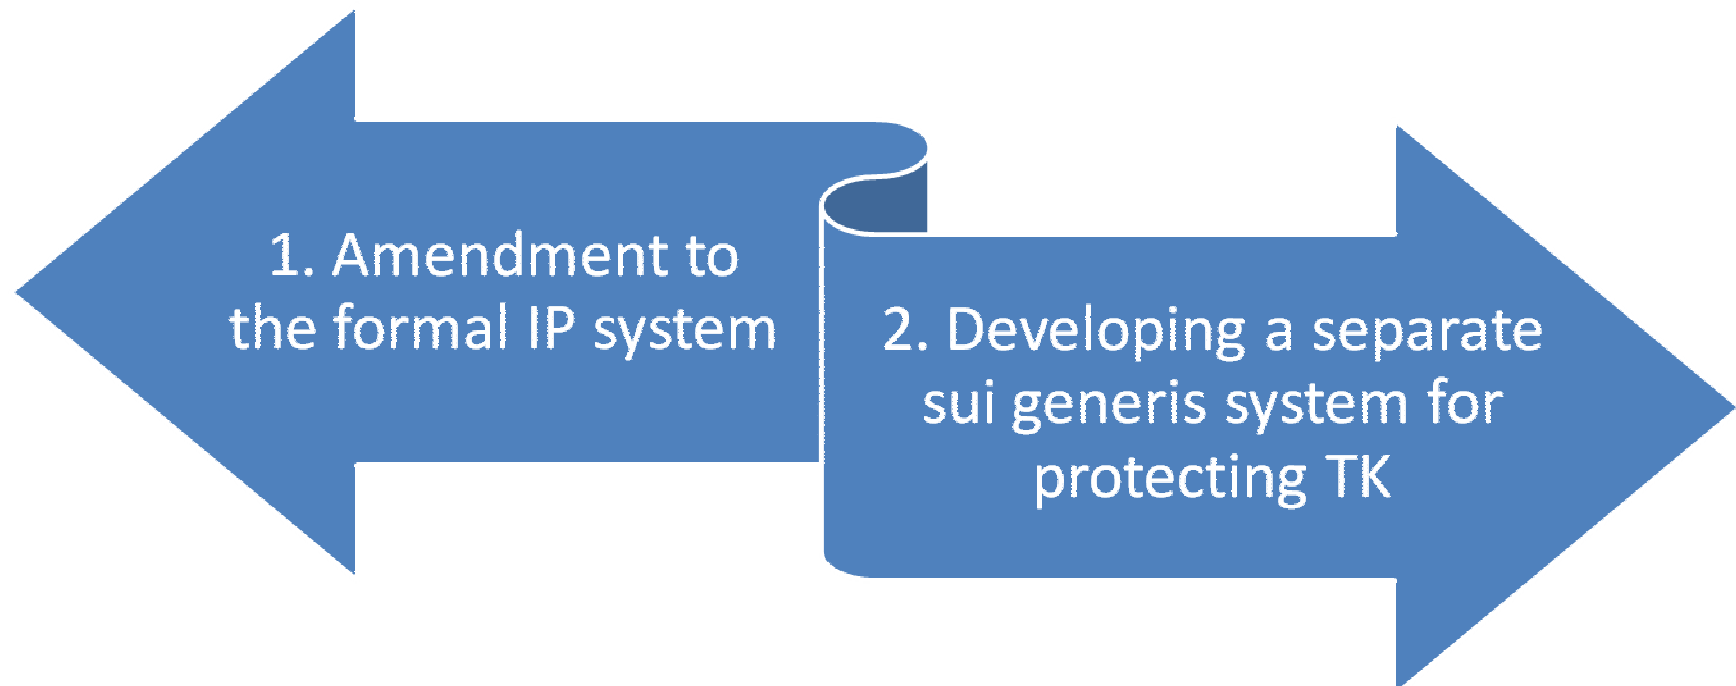 1. Amendment to
the formal IP system
2. Developing a separate
sui generis system for
protecting TK